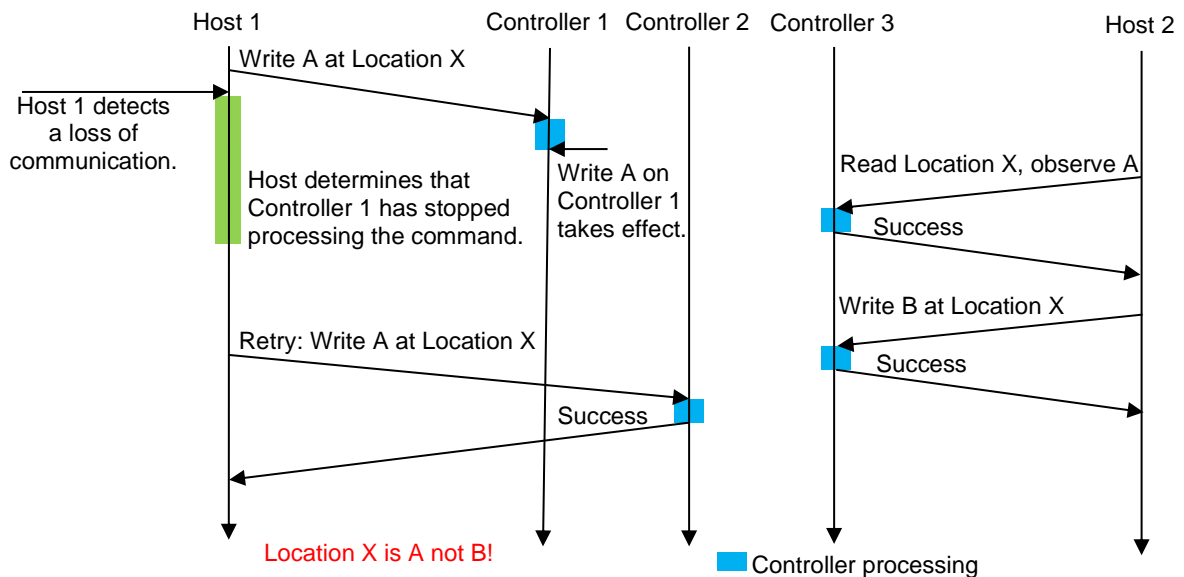 Host 1
Controller 1
Controller 2
Controller 3
Host 2
Write A at Location X
Host 1 detects
a loss of
communication.
Host determines that
Controller 1 has stopped
processing the command.
Write A on
Controller 1
takes effect.
Read Location X, observe A
Success
Write B at Location X
Success
Retry: Write A at Location X
Success
Location X is A not B!
Controller processing